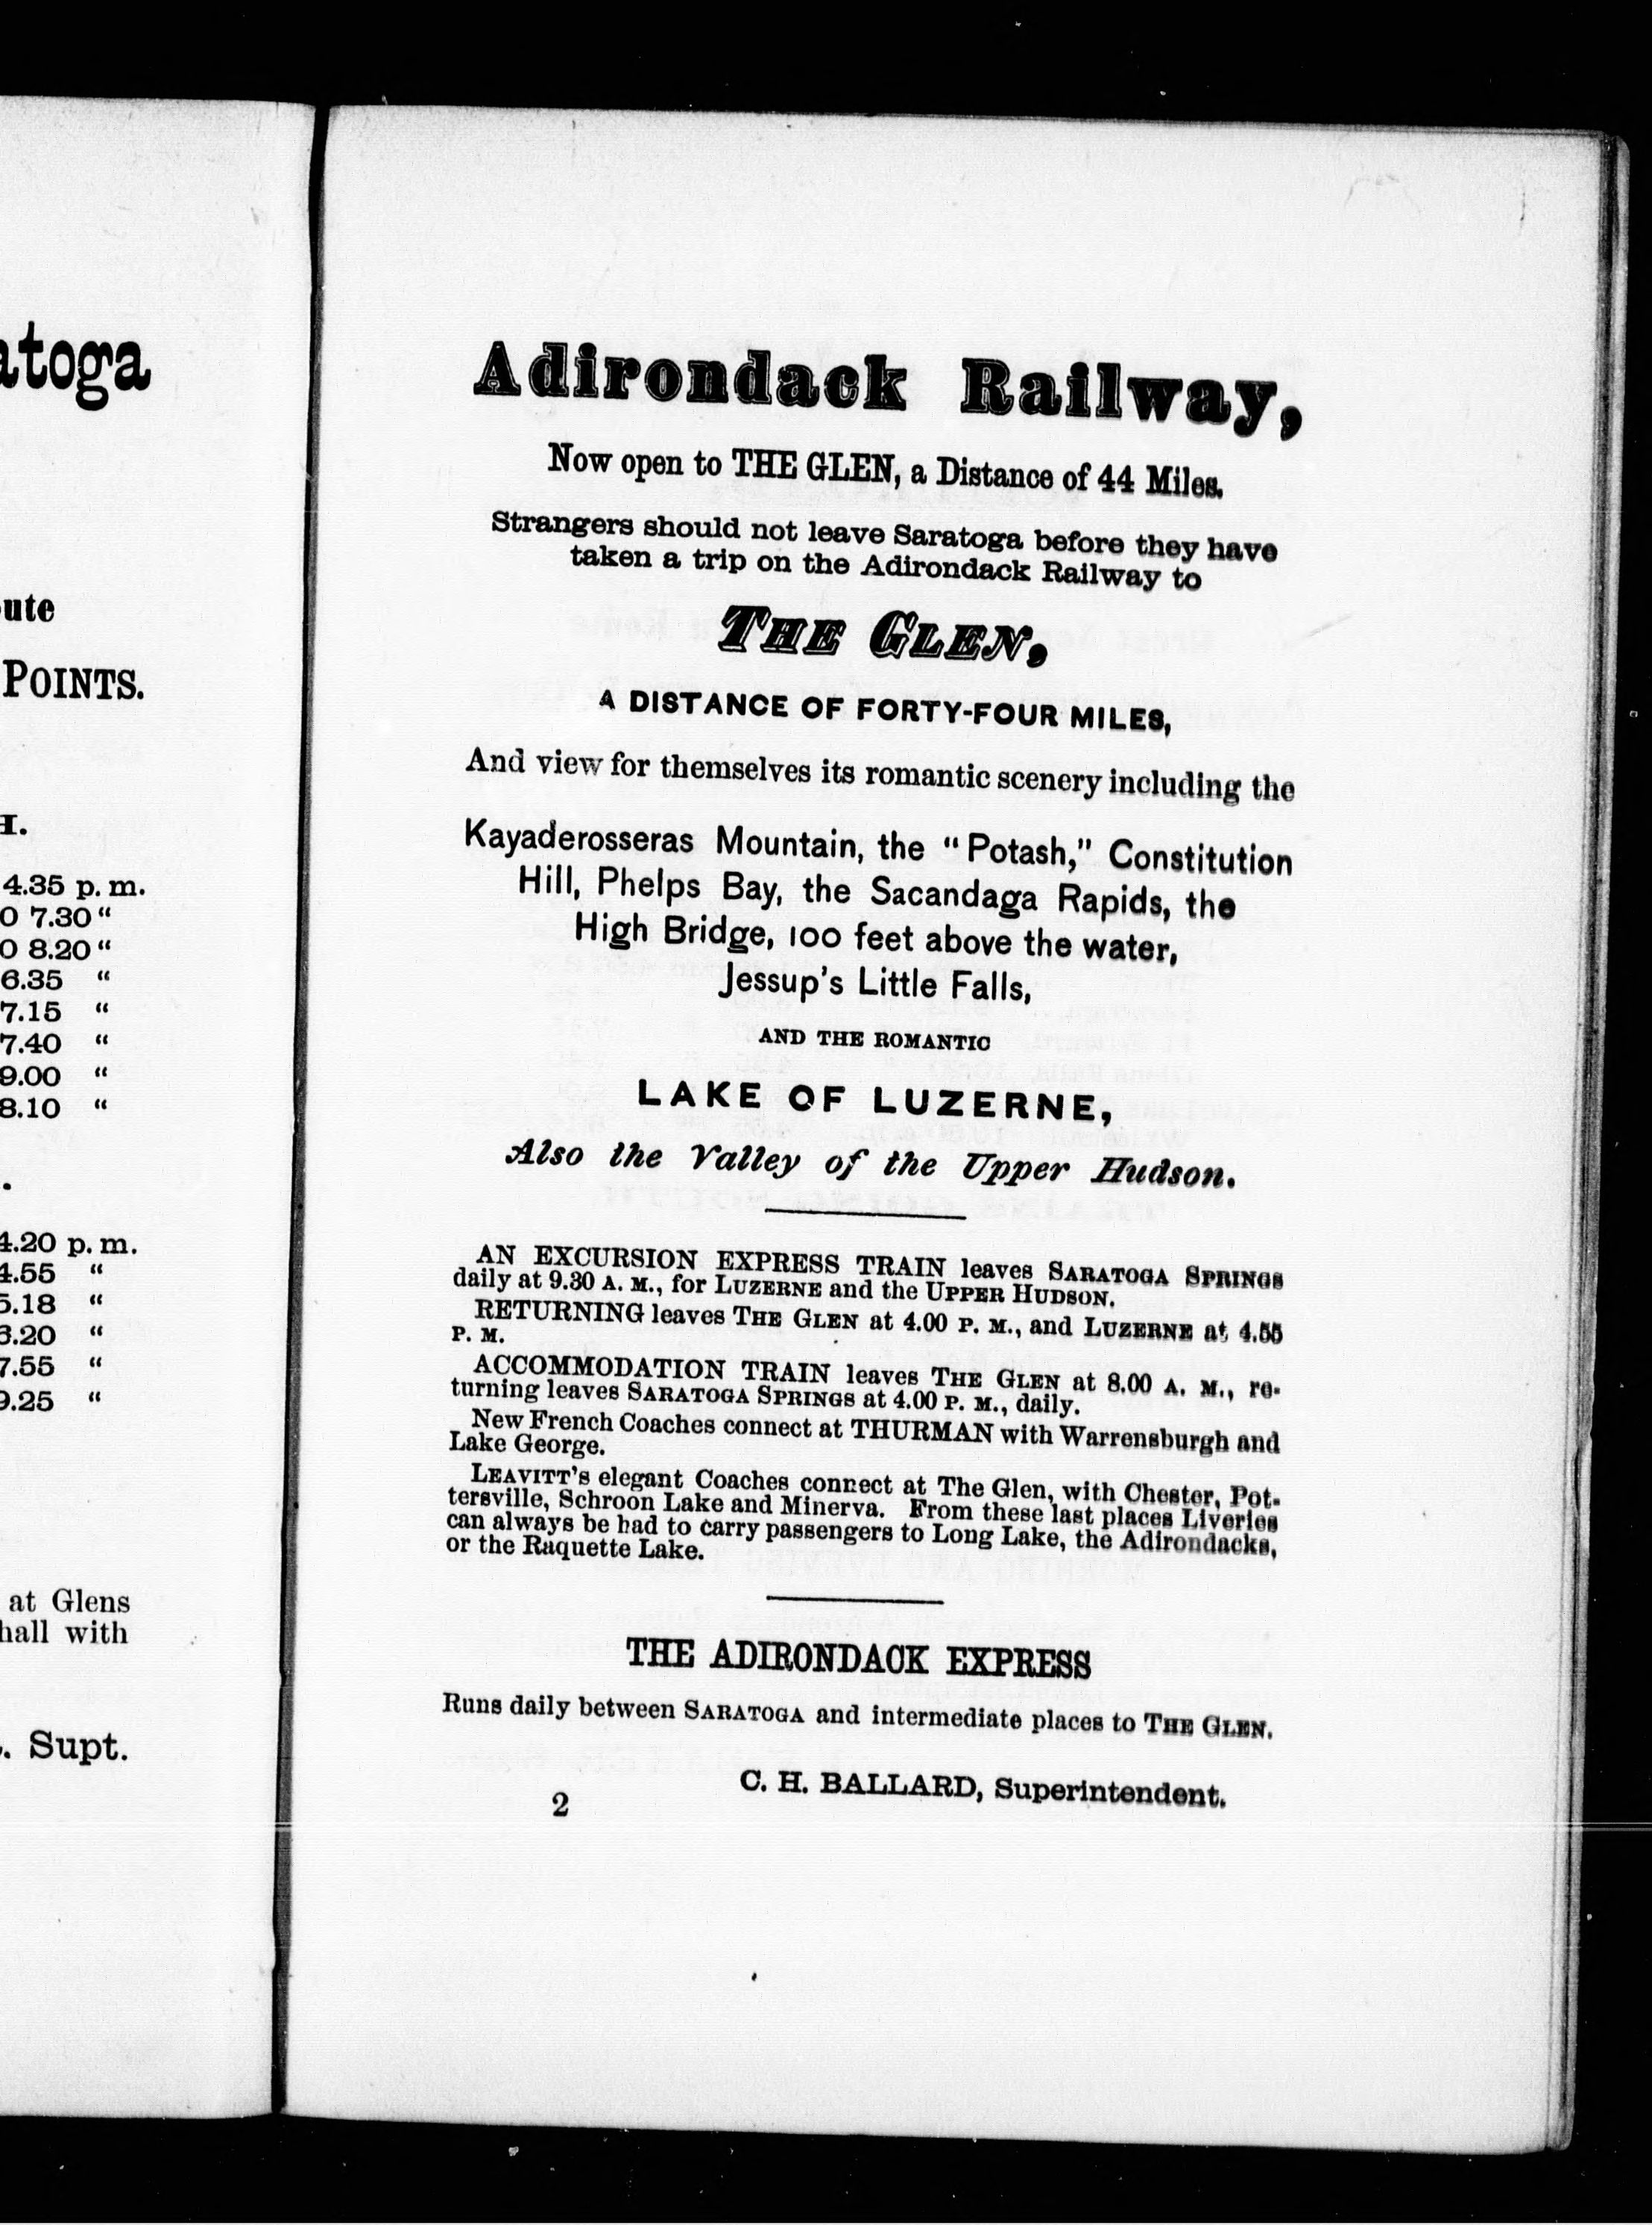 atoga
ute
POINTS.
H.
4.35 p. m.
0 7.30 "
0 8.20 "
6.35 "
7.15 "
7.40 "
9.00 "
8.10 "
.
4.20 p. m.
4.55 "
5.18 "
6.20 "
7.55 "
9.25 "
at Glens
hall with
. Supt.
Adirondack Railway,
Now open to THE GLEN, a Distance of 44 Miles.
Strangers should not leave Saratoga before they have
taken a trip on the Adirondack Railway to
THE GLEN,
A DISTANCE OF FORTY-FOUR MILES,
And view for themselves its romantic scenery including the
Kayaderosseras Mountain, the "Potash," Constitution
Hill, Phelps Bay, the Sacandaga Rapids, the
High Bridge, 100 feet above the water,
Jessup's Little Falls,
AND THE ROMANTIC
LAKE OF LUZERNE,
Also the Valley of the Upper Hudson.
AN EXCURSION EXPRESS TRAIN leaves SARATOGA SPRINGS
daily at 9.30 A. M., for LUZERNE and the UPPER HUDSON.
RETURNING leaves THE GLEN at 4.00 P. M., and LUZERNE at 4.55
P. M.
ACCOMMODATION TRAIN leaves THE GLEN at 8.00 A. M., re-
turning leaves SARATOGA SPRINGS at 4.00 P. M., daily.
New French Coaches connect at THURMAN with Warrensburgh and
Lake George.
LEAVITT'S elegant Coaches connect at The Glen, with Chester, Pot-
tersville, Schroon Lake and Minerva. From these last places Liveries
can always be had to carry passengers to Long Lake, the Adirondacks,
or the Raquette Lake.
THE ADIRONDACK EXPRESS
Runs daily between SARATOGA and intermediate places to THE GLEN.
C. H. BALLARD, Superintendent.
2